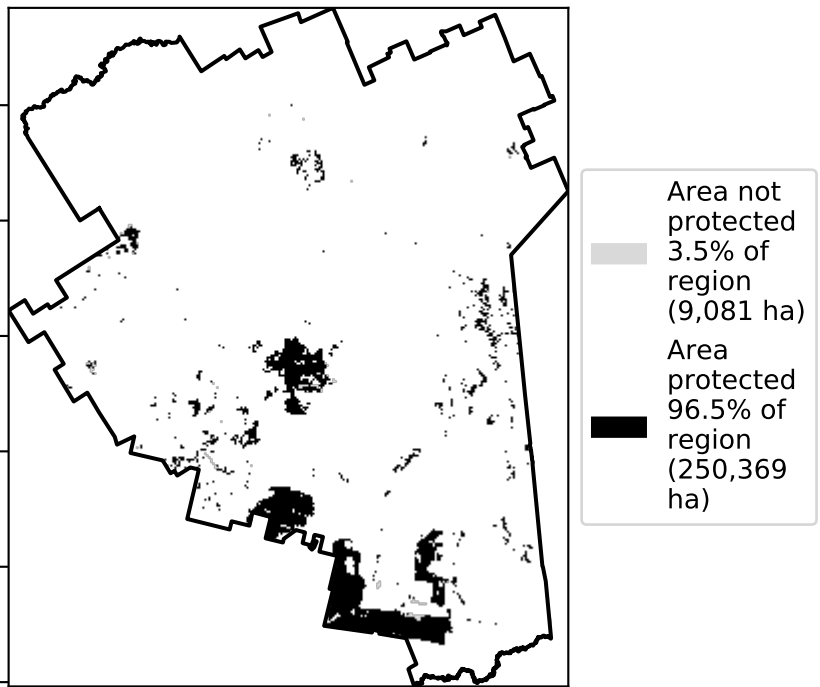 Area not
protected
3.5% of
region
(9,081 ha)
Area
protected
96.5% of
region
(250,369
ha)